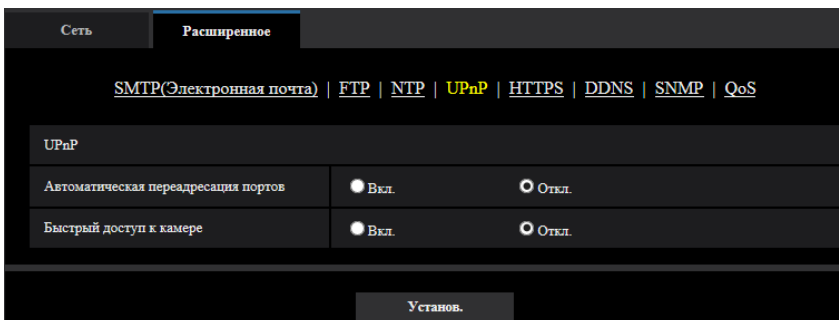 Сеть Расширенное
SMTP(Электронная почта) | FTP | NTP | UPnP | HTTPS | DDNS | SNMP | QoS
UPnP
Автоматическая переадресация портов Вкл. Откл.
Быстрый доступ к камере Вкл. Откл.
Установ.